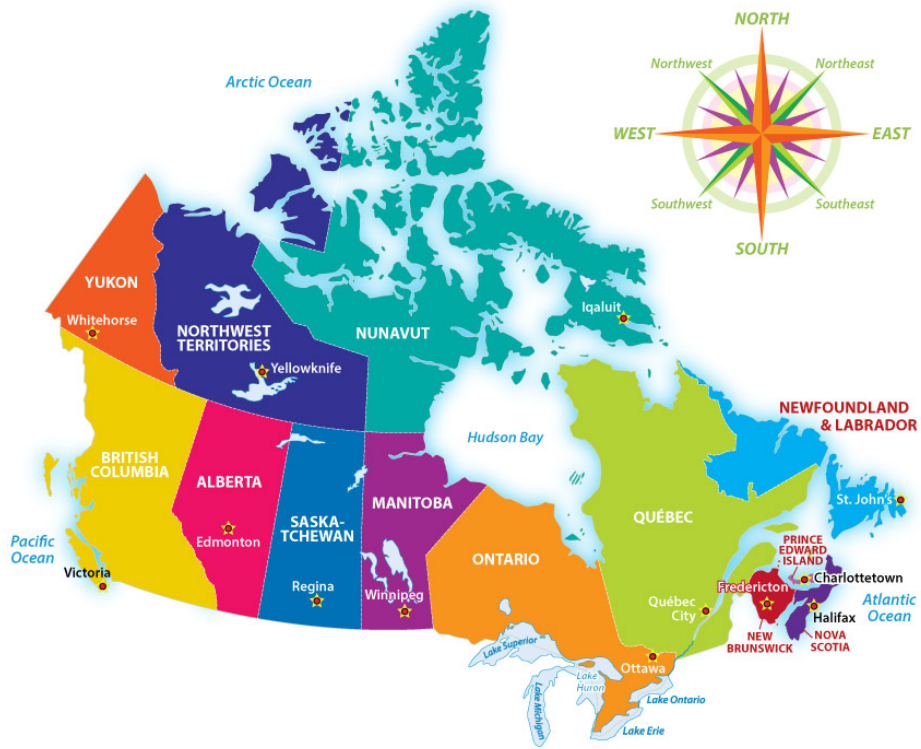 NORTH
Northwest
Northeast
WEST
EAST
Southwest
Southeast
SOUTH
Arctic Ocean
YUKON
Whitehorse
NORTHWEST
TERRITORIES
Yellowknife
NUNAVUT
Iqaluit
Hudson Bay
NEWFOUNDLAND
& LABRADOR
St. John's
BRITISH
COLUMBIA
ALBERTA
Edmonton
SASKA-
TCHEWAN
Regina
MANITOBA
Winnipeg
ONTARIO
Ottawa
QUÉBEC
Québec
City
Pacific
Ocean
Victoria
PRINCE
EDWARD
ISLAND
Charlottetown
Fredericton
Halifax
NEW
BRUNSWICK
NOVA
SCOTIA
Atlantic
Ocean
Lake Superior
Lake Michigan
Lake
Huron
Lake Ontario
Lake Erie